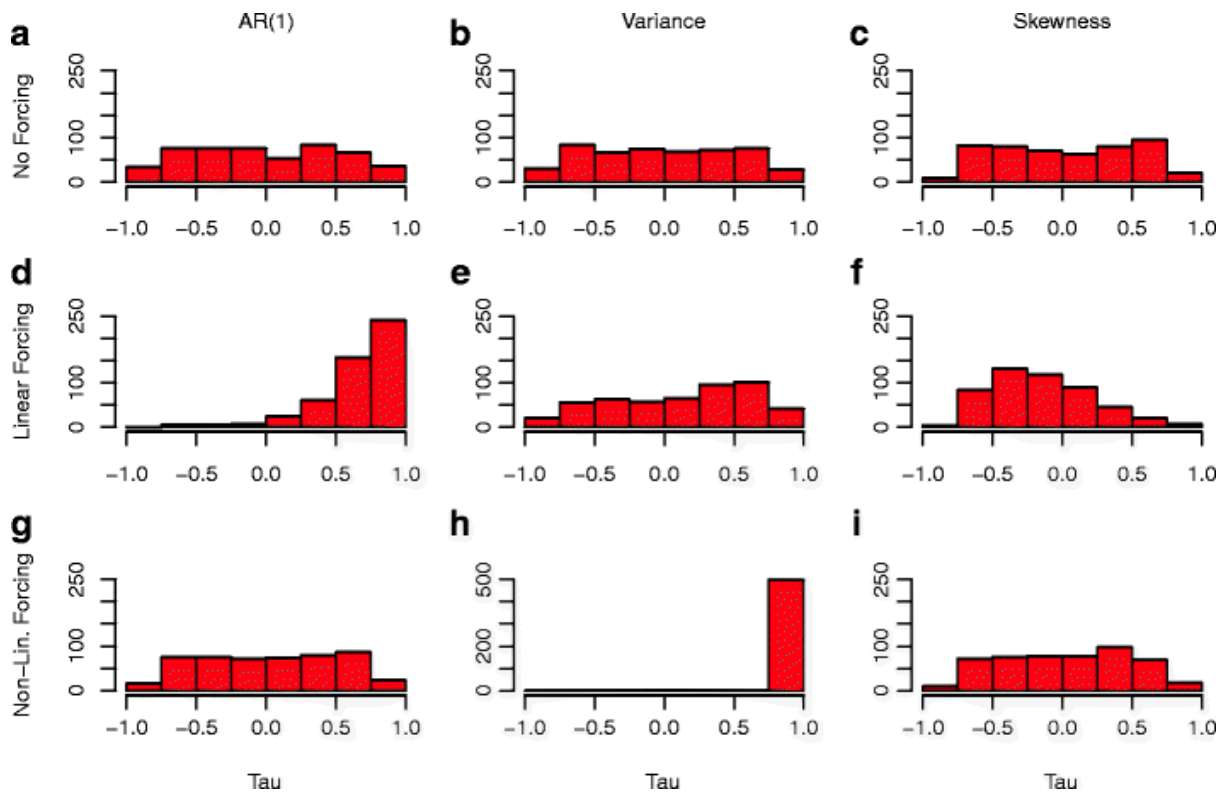 a AR(1) b Variance c Skewness
No Forcing
250 250 250
100 100 100
0 0 0
−1.0 −0.5 0.0 0.5 1.0 −1.0 −0.5 0.0 0.5 1.0 −1.0 −0.5 0.0 0.5 1.0
d e f
Linear Forcing
250 250 250
100 100 100
0 0 0
−1.0 −0.5 0.0 0.5 1.0 −1.0 −0.5 0.0 0.5 1.0 −1.0 −0.5 0.0 0.5 1.0
g h i
Non−Lin. Forcing
250 500 250
100 200 100
0 0 0
−1.0 −0.5 0.0 0.5 1.0 −1.0 −0.5 0.0 0.5 1.0 −1.0 −0.5 0.0 0.5 1.0
Tau Tau Tau